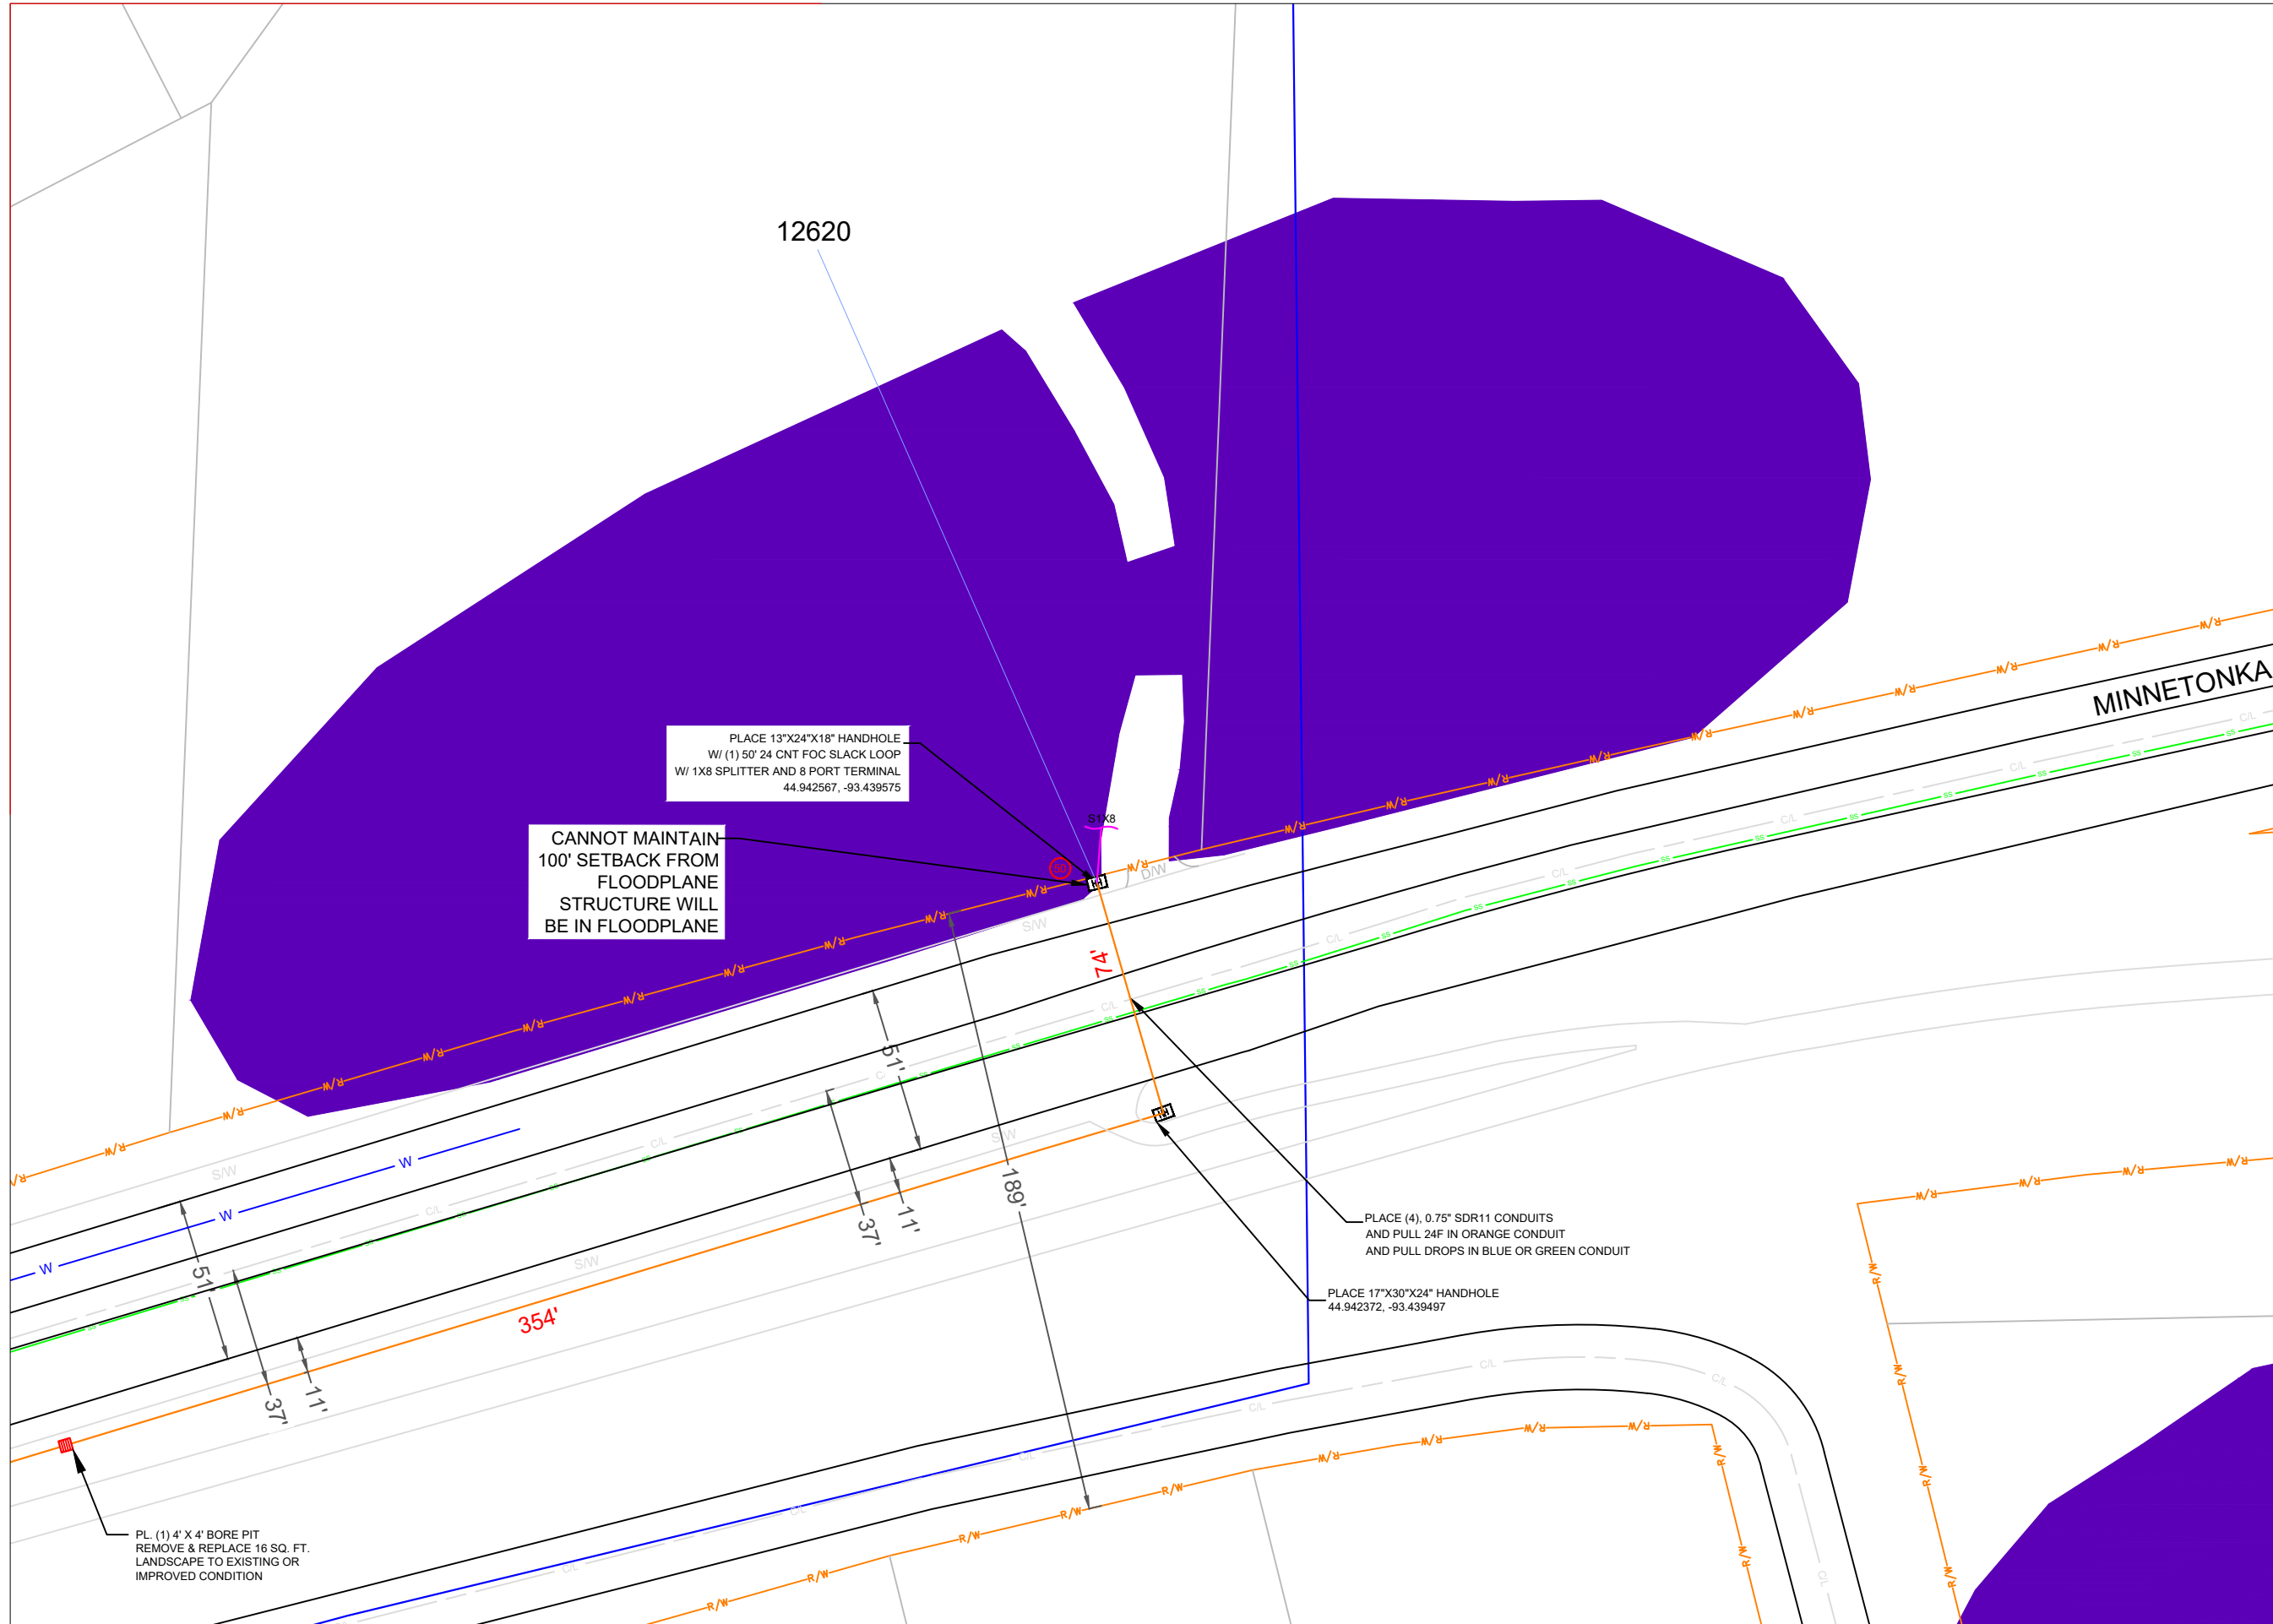 12620
MINNETONKA
PLACE 13"X24"X18" HANDHOLE
W/ (1) 50' 24 CNT FOC SLACK LOOP
W/ 1X8 SPLITTER AND 8 PORT TERMINAL
44.942567, -93.439575
CANNOT MAINTAIN
100' SETBACK FROM
FLOODPLANE
STRUCTURE WILL
BE IN FLOODPLANE
S1X8
50
D/W
S/W
74'
51'
189'
37'
11'
S/W
S/W
S/W
51'
37'
11'
354'
PLACE (4), 0.75" SDR11 CONDUITS
AND PULL 24F IN ORANGE CONDUIT
AND PULL DROPS IN BLUE OR GREEN CONDUIT
PLACE 17"X30"X24" HANDHOLE
44.942372, -93.439497
PL. (1) 4' X 4' BORE PIT
REMOVE & REPLACE 16 SQ. FT.
LANDSCAPE TO EXISTING OR
IMPROVED CONDITION
R/W
C/L
SS
W
W
W
HH